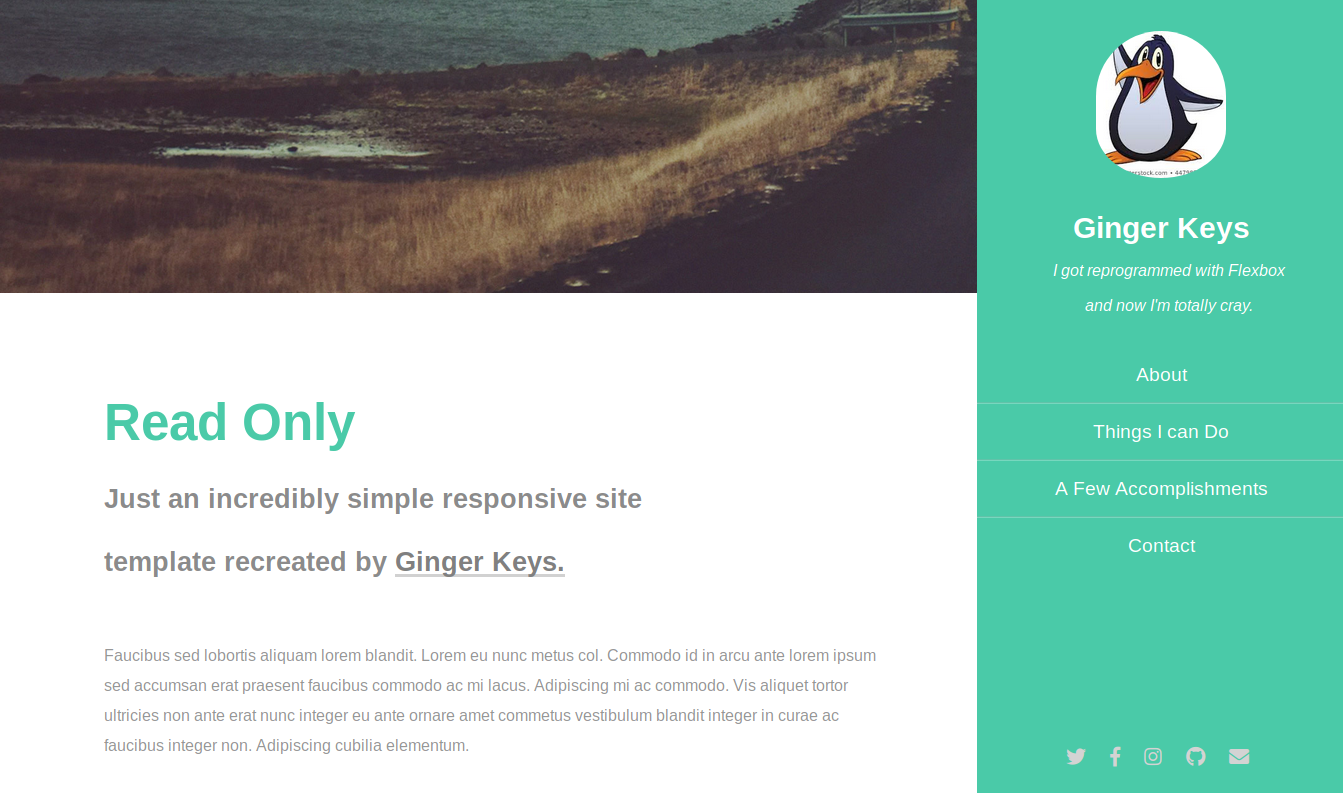 Ginger Keys
I got reprogrammed with Flexbox
and now I'm totally cray.
About
Things I can Do
A Few Accomplishments
Contact
Read Only
Just an incredibly simple responsive site
template recreated by Ginger Keys.
Faucibus sed lobortis aliquam lorem blandit. Lorem eu nunc metus col. Commodo id in arcu ante lorem ipsum
sed accumsan erat praesent faucibus commodo ac mi lacus. Adipiscing mi ac commodo. Vis aliquet tortor
ultricies non ante erat nunc integer eu ante ornare amet commetus vestibulum blandit integer in curae ac
faucibus integer non. Adipiscing cubilia elementum.